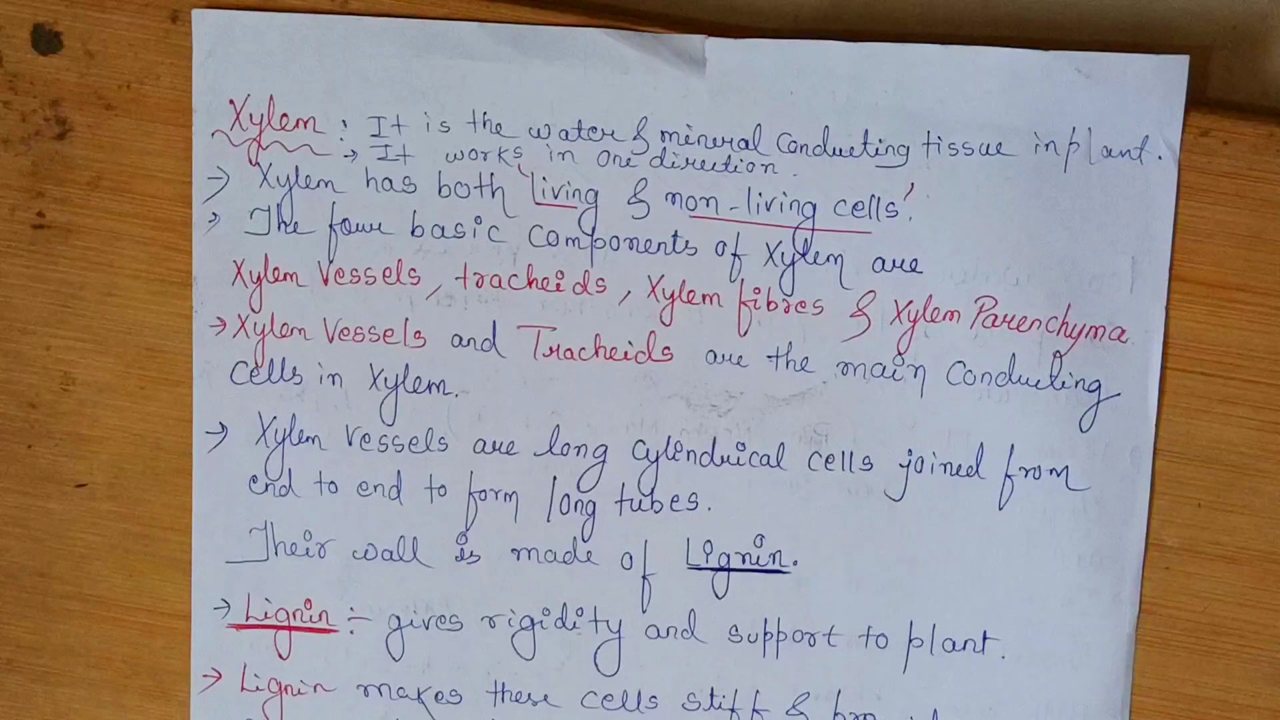 Xylem : It is the water & mineral conducting tissue in plant.
→ It works in one direction.
→ Xylem has both living & non-living cells!
→ The four basic components of Xylem are
Xylem Vessels, tracheids, Xylem fibres & Xylem Parenchyma
→ Xylem Vessels and Tracheids are the main conducting
cells in Xylem.
→ Xylem vessels are long cylindrical cells joined from
end to end to form long tubes.
Their wall is made of Lignin.
→ Lignin :- gives rigidity and support to plant.
→ Lignin makes these cells stiff &